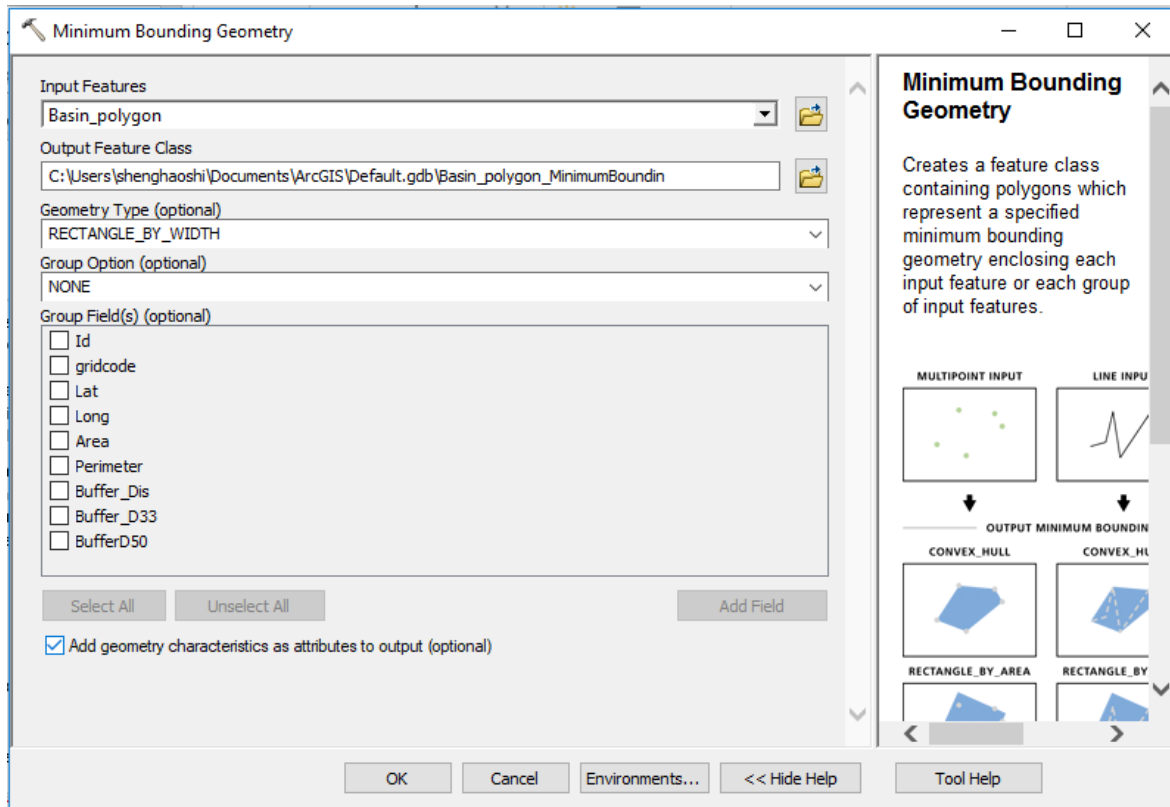 Minimum Bounding Geometry
Input Features
Basin_polygon
Output Feature Class
C:\Users\shenghaoshi\Documents\ArcGIS\Default.gdb\Basin_polygon_MinimumBoundin
Geometry Type (optional)
RECTANGLE_BY_WIDTH
Group Option (optional)
NONE
Group Field(s) (optional)
Id
gridcode
Lat
Long
Area
Perimeter
Buffer_Dis
Buffer_D33
BufferD50
Select All
Unselect All
Add Field
Add geometry characteristics as attributes to output (optional)
Minimum Bounding
Geometry
Creates a feature class
containing polygons which
represent a specified
minimum bounding
geometry enclosing each
input feature or each group
of input features.
MULTIPOINT INPUT
LINE INPU
OUTPUT MINIMUM BOUNDIN
CONVEX_HULL
CONVEX_HU
RECTANGLE_BY_AREA
RECTANGLE_BY
OK
Cancel
Environments...
<< Hide Help
Tool Help